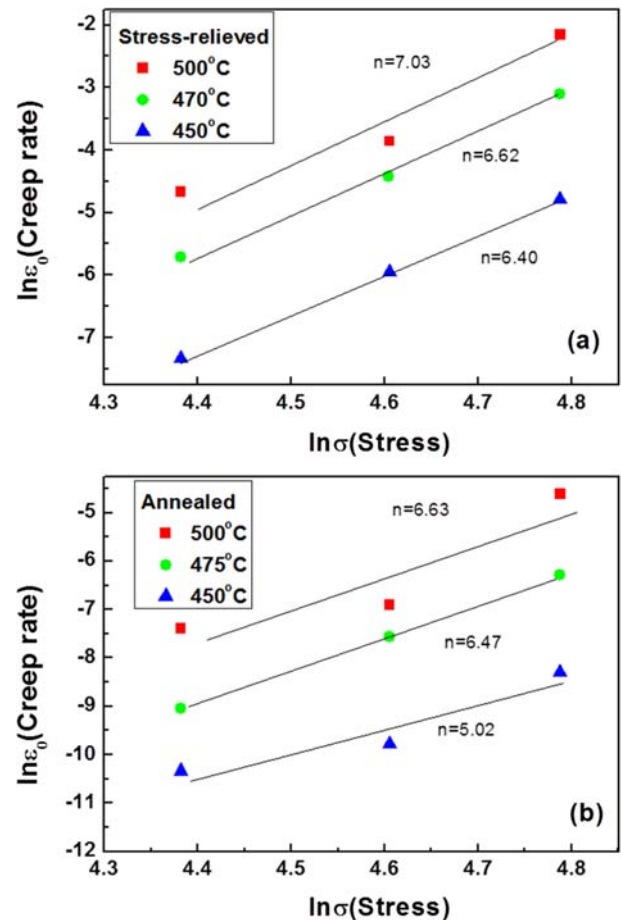 -2
Stress-relieved
500°C
470°C
450°C
n=7.03
-3
-4
n=6.62
-5
-6
n=6.40
-7
(a)
lnε₀(Creep rate)
4.3 4.4 4.5 4.6 4.7 4.8
lnσ(Stress)
Annealed
500°C
475°C
450°C
-5
n=6.63
-6
-7
-8
n=6.47
-9
n=5.02
-10
-11
-12
(b)
lnε₀(Creep rate)
4.3 4.4 4.5 4.6 4.7 4.8
lnσ(Stress)